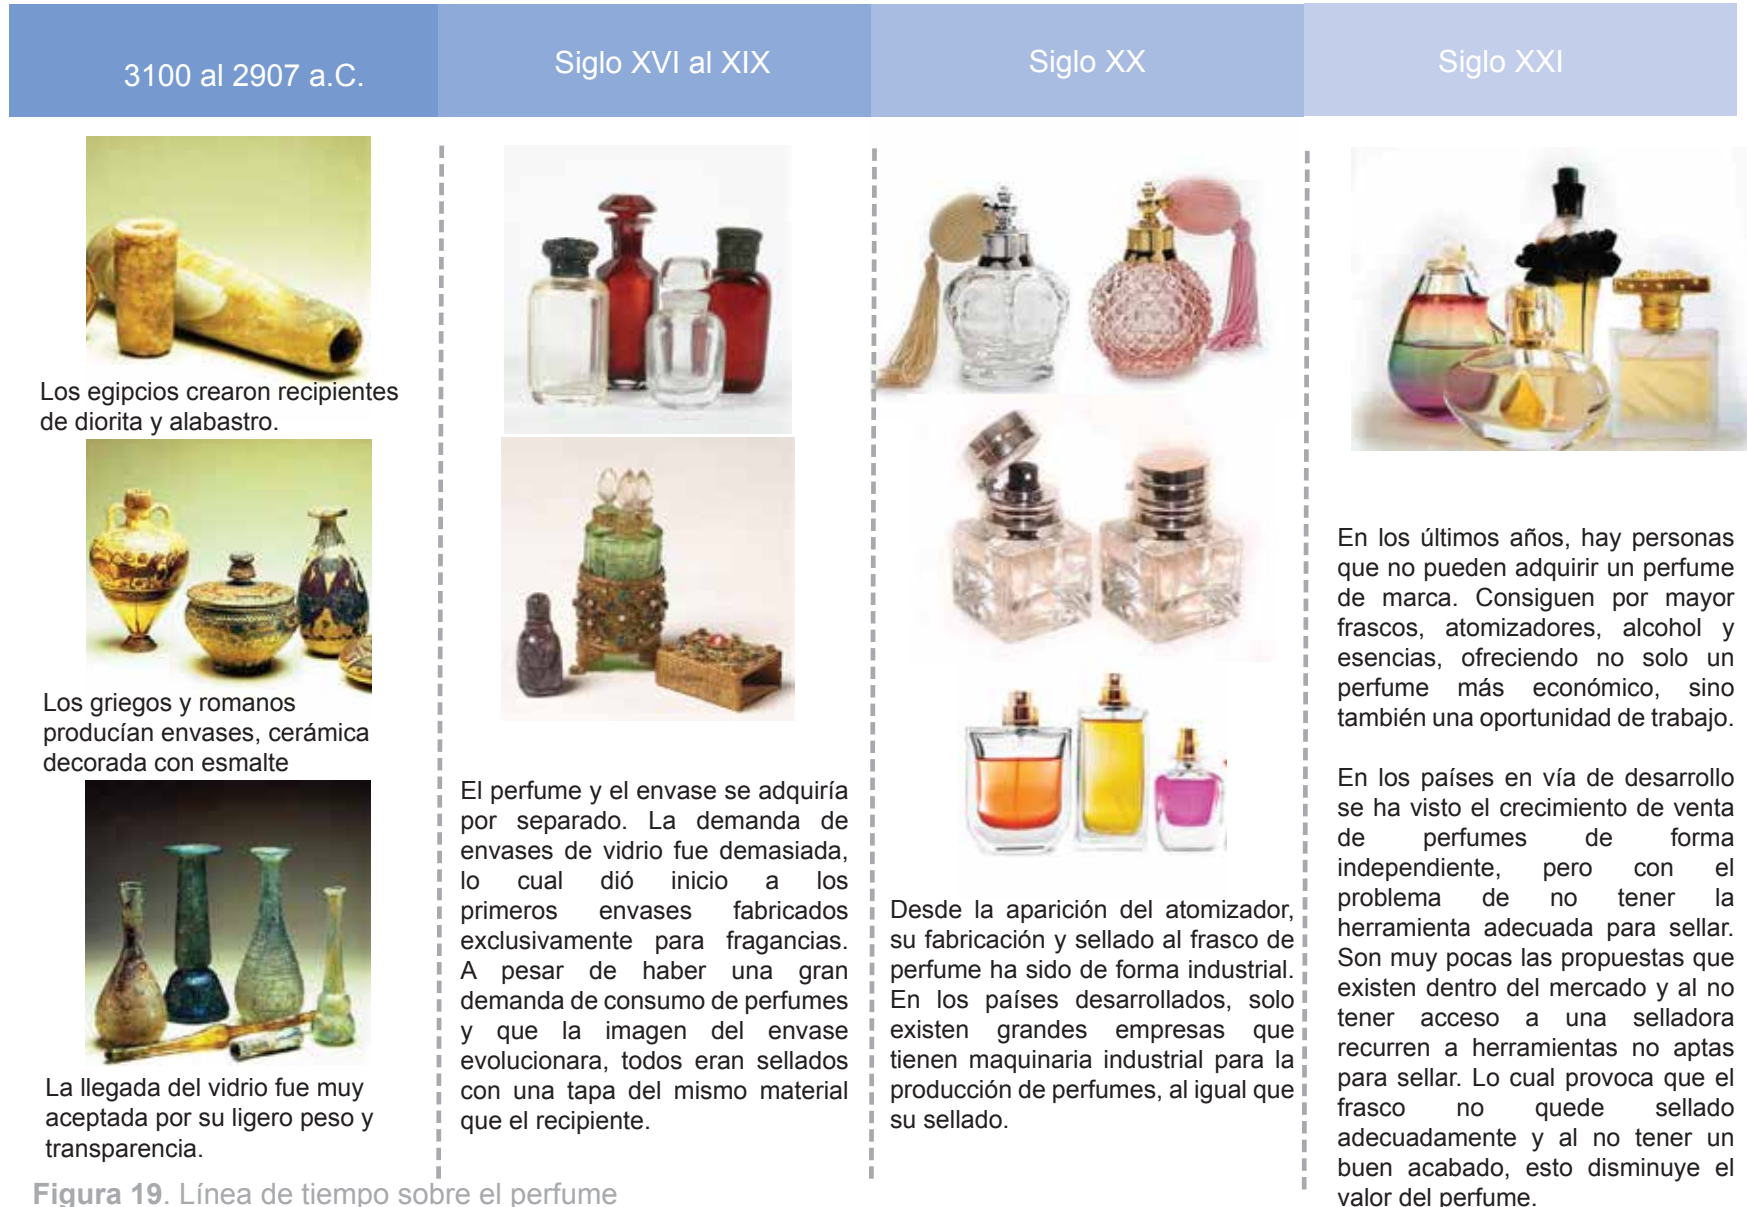 3100 al 2907 a.C.
Siglo XVI al XIX
Siglo XX
Siglo XXI
Los egipcios crearon recipientes
de diorita y alabastro.
Los griegos y romanos
producían envases, cerámica
decorada con esmalte
La llegada del vidrio fue muy
aceptada por su ligero peso y
transparencia.
El perfume y el envase se adquiría
por separado. La demanda de
envases de vidrio fue demasiada,
lo cual dió inicio a los
primeros envases fabricados
exclusivamente para fragancias.
A pesar de haber una gran
demanda de consumo de perfumes
y que la imagen del envase
evolucionara, todos eran sellados
con una tapa del mismo material
que el recipiente.
Desde la aparición del atomizador,
su fabricación y sellado al frasco de
perfume ha sido de forma industrial.
En los países desarrollados, solo
existen grandes empresas que
tienen maquinaria industrial para la
producción de perfumes, al igual que
su sellado.
En los últimos años, hay personas
que no pueden adquirir un perfume
de marca. Consiguen por mayor
frascos, atomizadores, alcohol y
esencias, ofreciendo no solo un
perfume más económico, sino
también una oportunidad de trabajo.
En los países en vía de desarrollo
se ha visto el crecimiento de venta
de perfumes de forma
independiente, pero con el
problema de no tener la
herramienta adecuada para sellar.
Son muy pocas las propuestas que
existen dentro del mercado y al no
tener acceso a una selladora
recurren a herramientas no aptas
para sellar. Lo cual provoca que el
frasco no quede sellado
adecuadamente y al no tener un
buen acabado, esto disminuye el
valor del perfume.
Figura 19. Línea de tiempo sobre el perfume